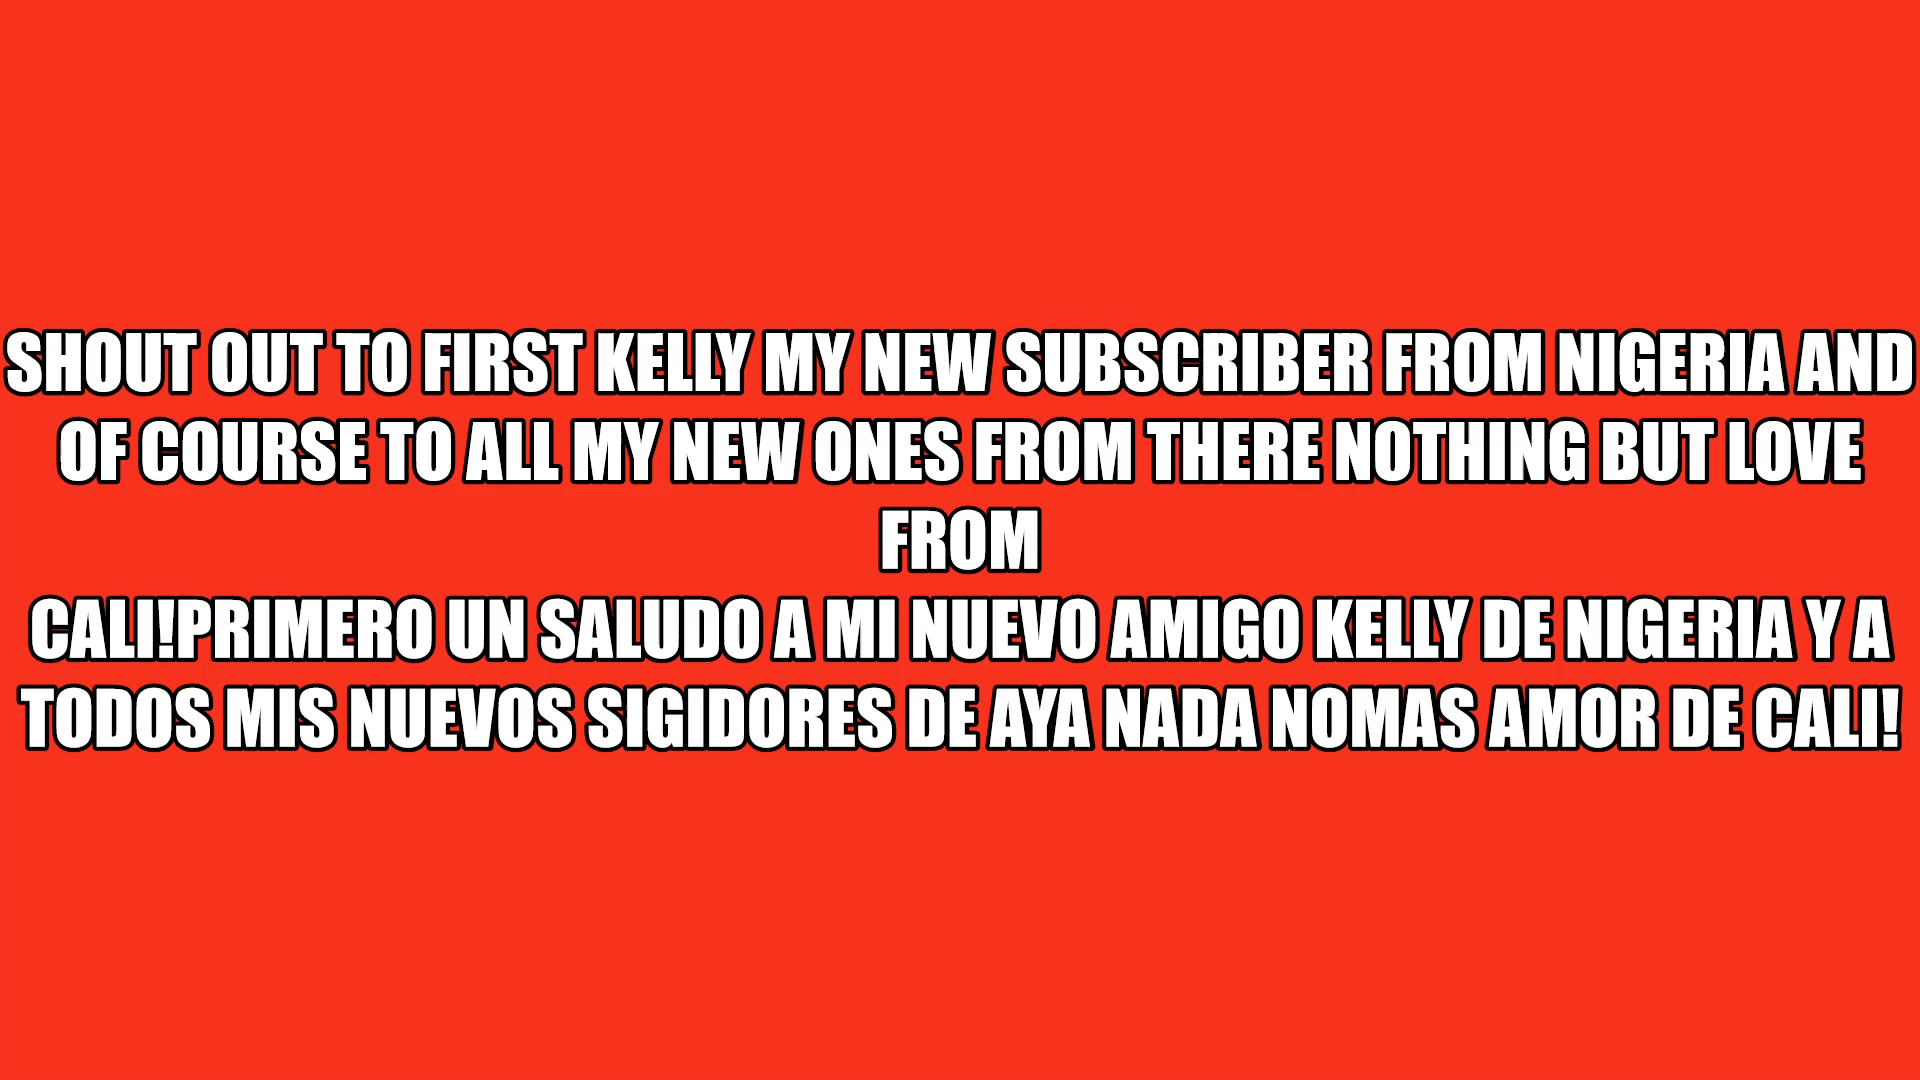 SHOUT OUT TO FIRST KELLY MY NEW SUBSCRIBER FROM NIGERIA AND
OF COURSE TO ALL MY NEW ONES FROM THERE NOTHING BUT LOVE
FROM
CALI!PRIMERO UN SALUDO A MI NUEVO AMIGO KELLY DE NIGERIA Y A
TODOS MIS NUEVOS SIGIDORES DE AYA NADA NOMAS AMOR DE CALI!